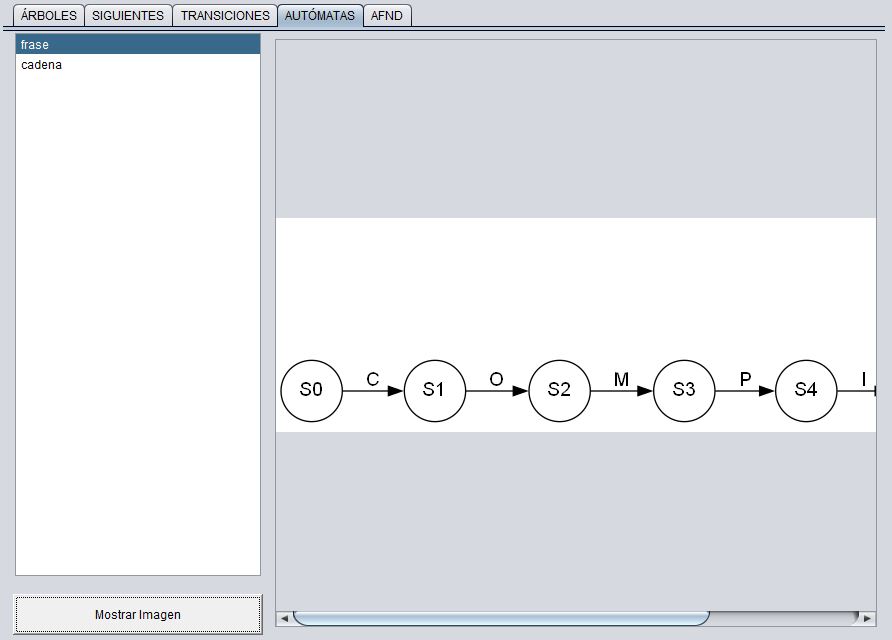 ÁRBOLES SIGUIENTES TRANSICIONES AUTÓMATAS AFND
frase
cadena
C O M P I
S0 S1 S2 S3 S4
Mostrar Imagen